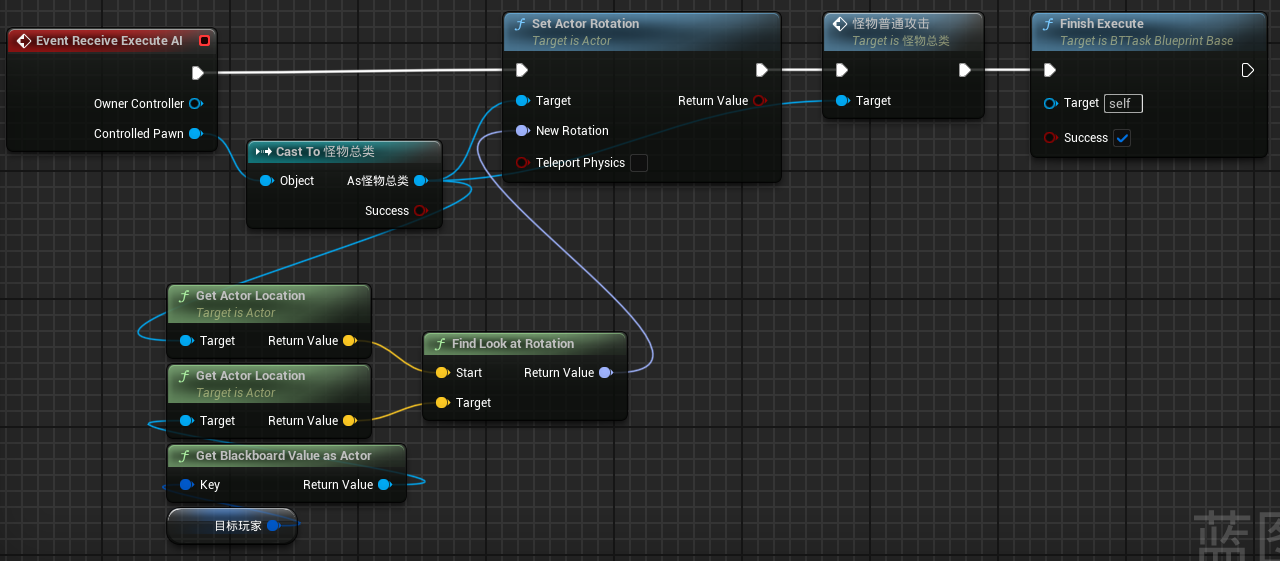 Event Receive Execute AI
Owner Controller
Controlled Pawn
Cast To 怪物总类
Object
As怪物总类
Success
Set Actor Rotation
Target is Actor
Target
Return Value
New Rotation
Teleport Physics
怪物普通攻击
Target is 怪物总类
Target
Finish Execute
Target is BTTask Blueprint Base
Target self
Success
Get Actor Location
Target is Actor
Target
Return Value
Get Actor Location
Target is Actor
Target
Return Value
Find Look at Rotation
Start
Return Value
Target
Get Blackboard Value as Actor
Key
Return Value
目标玩家
蓝图